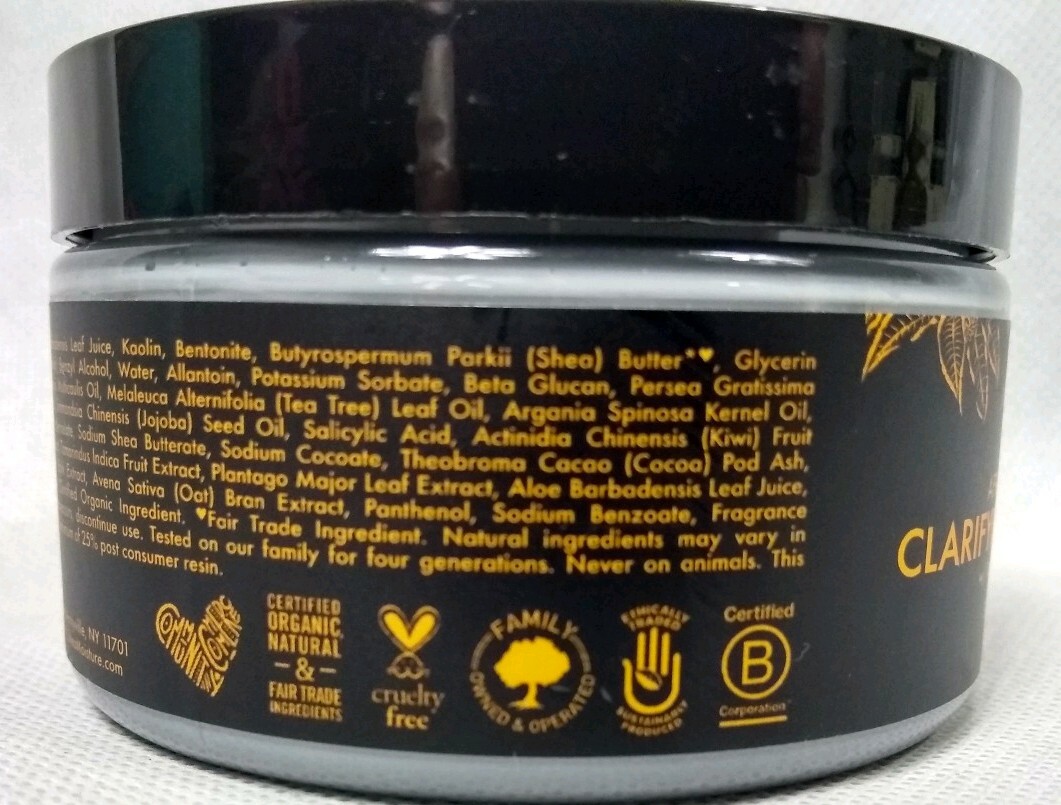 Leaf Juice, Kaolin, Bentonite, Butyrospermum Parkii (Shea) Butter*♥, Glycerin
Alcohol, Water, Allantoin, Potassium Sorbate, Beta Glucan, Persea Gratissima
Oil, Melaleuca Alternifolia (Tea Tree) Leaf Oil, Argania Spinosa Kernel Oil,
Chinensis (Jojoba) Seed Oil, Salicylic Acid, Actinidia Chinensis (Kiwi) Fruit
Sodium Shea Butterate, Sodium Cocoate, Theobroma Cacao (Cocoa) Pod Ash,
Indica Fruit Extract, Plantago Major Leaf Extract, Aloe Barbadensis Leaf Juice,
Extract, Avena Sativa (Oat) Bran Extract, Panthenol, Sodium Benzoate, Fragrance
Organic Ingredient. ♥Fair Trade Ingredient. Natural ingredients may vary in
discontinue use. Tested on our family for four generations. Never on animals. This
of 25% post consumer resin.
NY 11701
COMMUNITY COMMERCE
CERTIFIED
ORGANIC,
NATURAL
&
FAIR TRADE
INGREDIENTS
cruelty
free
FAMILY
OWNED & OPERATED
ETHICALLY
TRADED
SUSTAINABLY
PRODUCED
Certified
B
Corporation
CLARIFY